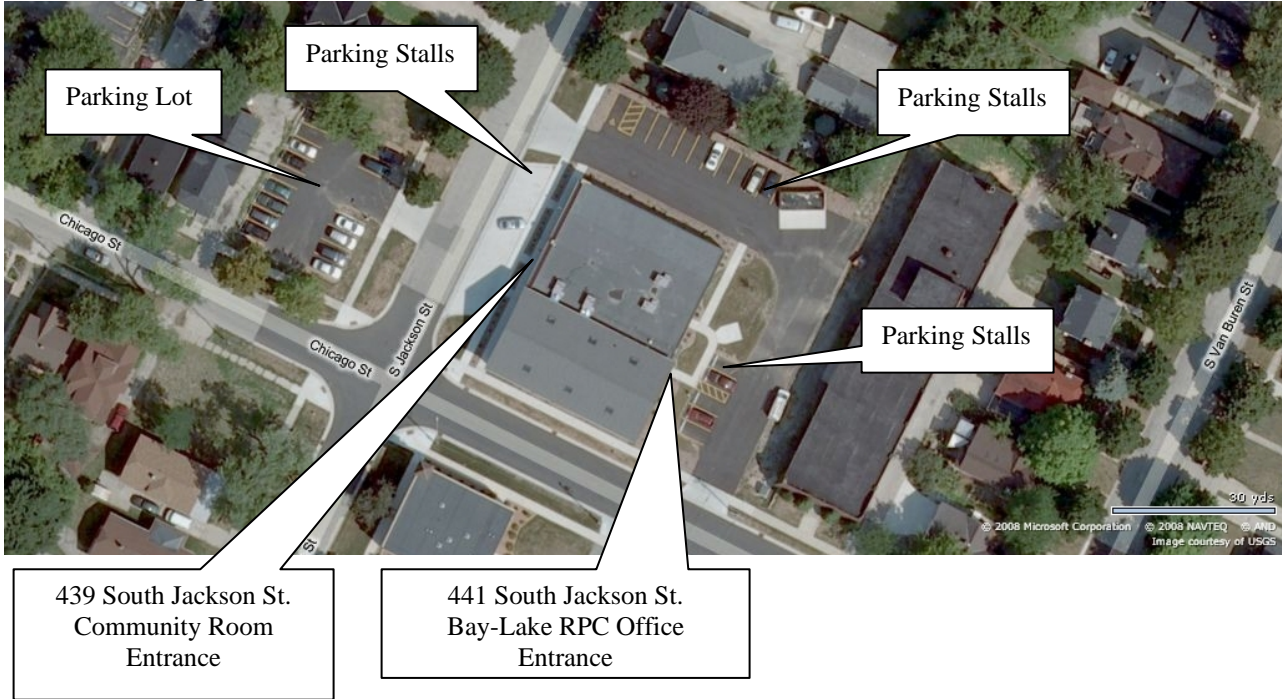 Parking Stalls
Parking Lot
Parking Stalls
Chicago St
S Jackson St
Chicago St
Parking Stalls
S Van Buren St
St
30 yds
© 2008 Microsoft Corporation © 2008 NAVTEQ © AND
Image courtesy of USGS
439 South Jackson St.
Community Room
Entrance
441 South Jackson St.
Bay-Lake RPC Office
Entrance